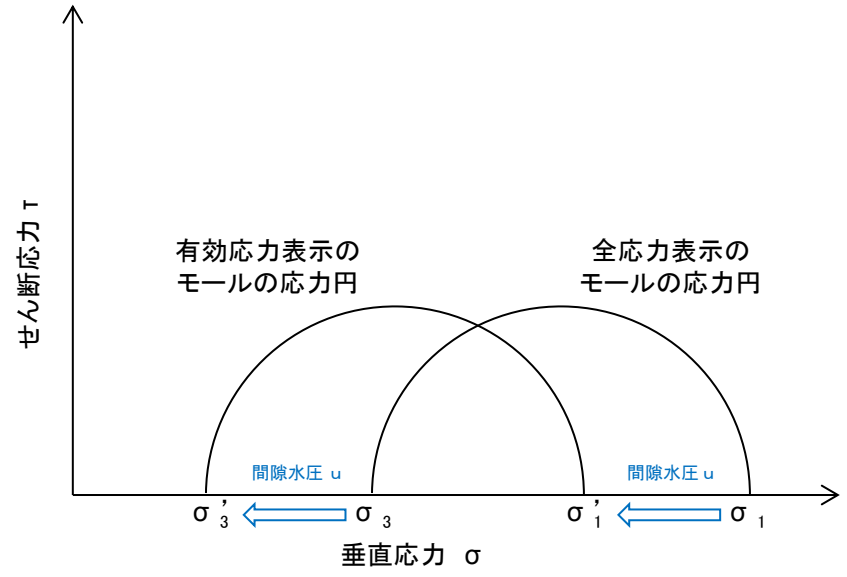 せん断応力 τ
有効応力表示の
モールの応力円
全応力表示の
モールの応力円
間隙水圧 u
間隙水圧 u
σ'3
σ3
σ'1
σ1
垂直応力 σ